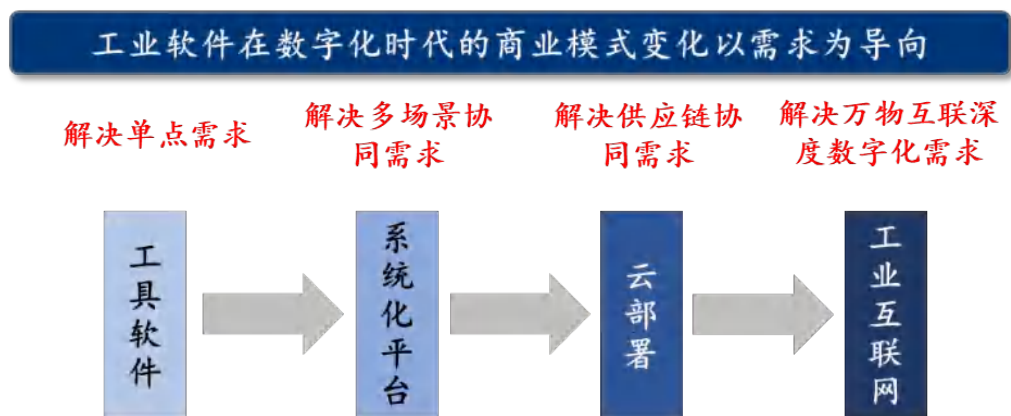 工业软件在数字化时代的商业模式变化以需求为导向
解决单点需求
解决多场景协
同需求
解决供应链协
同需求
解决万物互联深
度数字化需求
工具软件
系统化平台
云部署
工业互联网